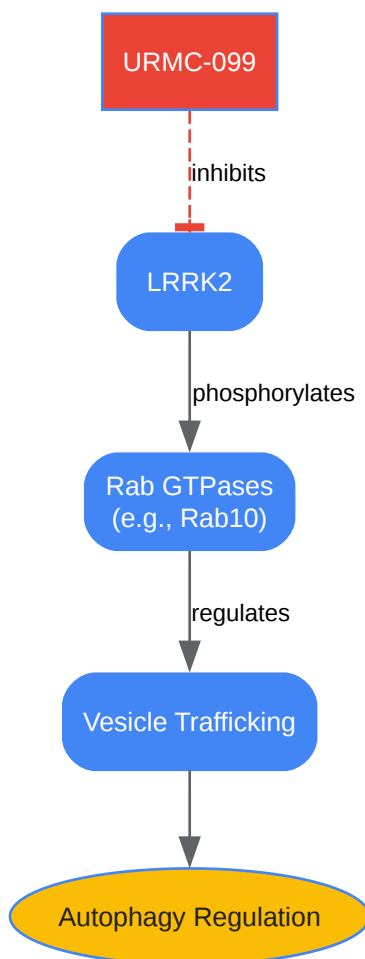 URMC-099
inhibits
LRRK2
phosphorylates
Rab GTPases
(e.g., Rab10)
regulates
Vesicle Trafficking
Autophagy Regulation